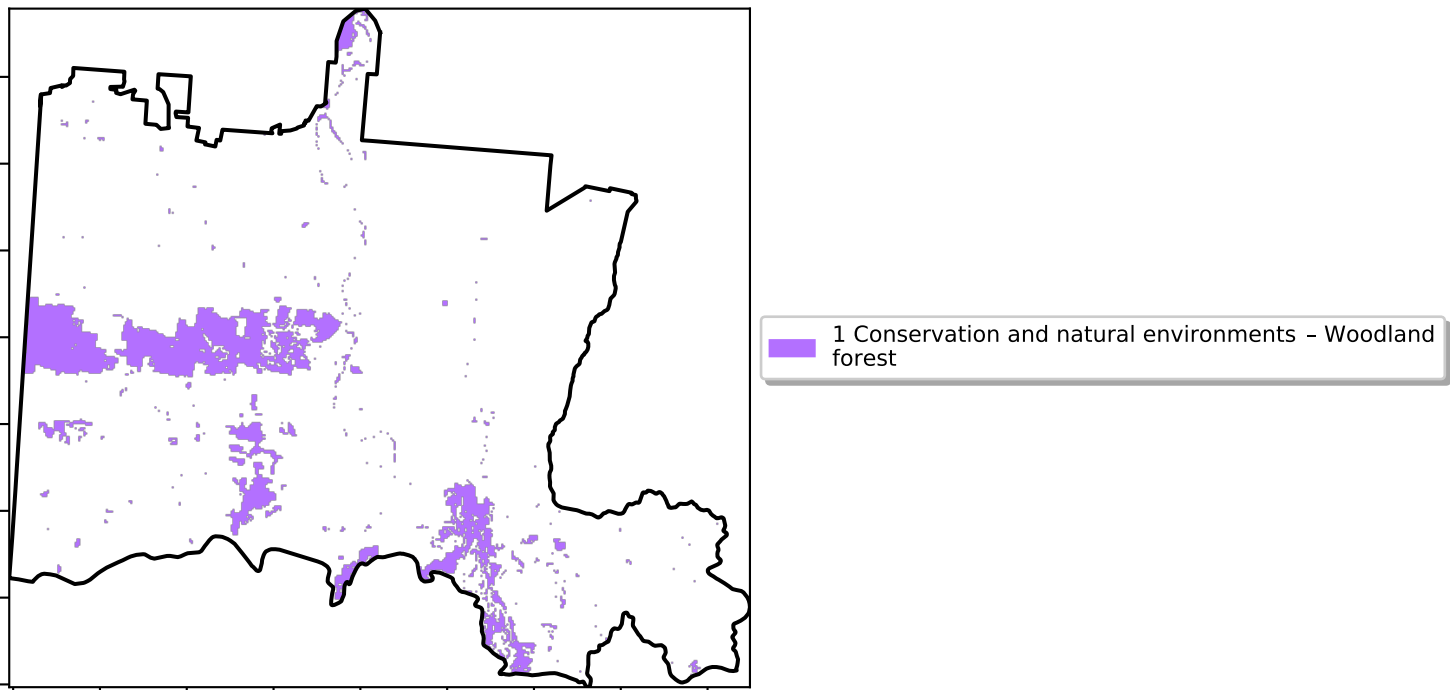 1 Conservation and natural environments – Woodland
forest